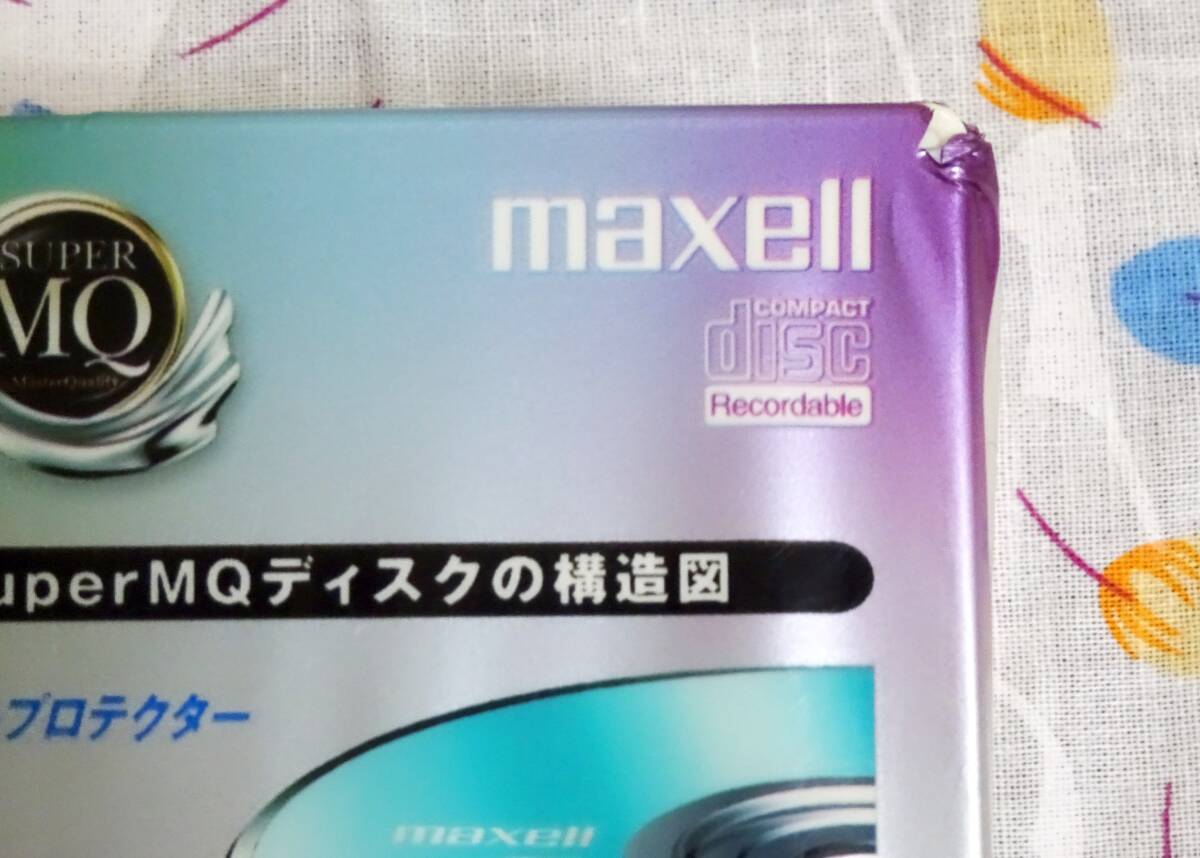 maxell
SUPER
MQ
MasterQuality
COMPACT
disc
Recordable
uperMQディスクの構造図
プロテクター
maxell